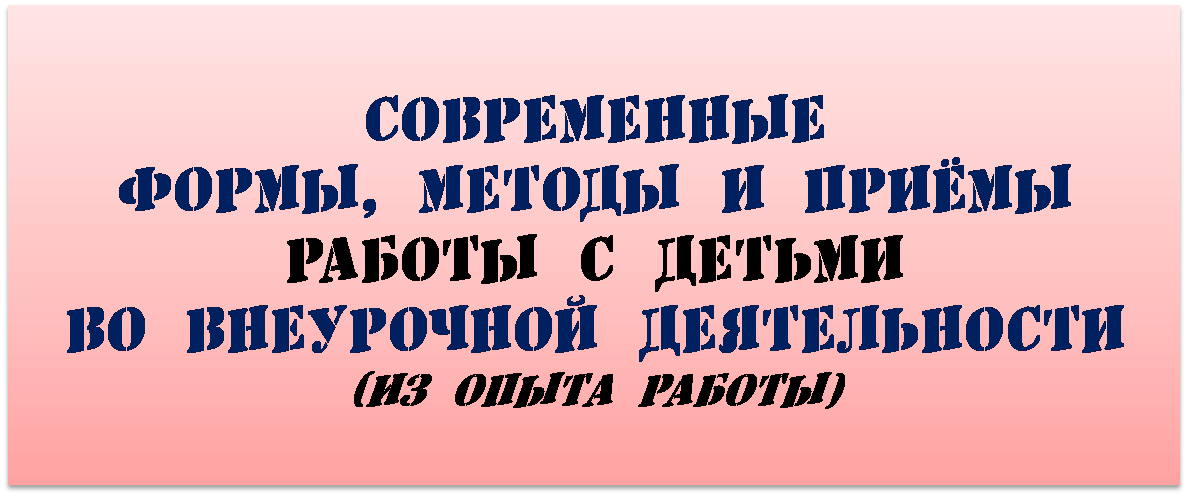 СОВРЕМЕННЫЕ
ФОРМЫ, МЕТОДЫ И ПРИЁМЫ
РАБОТЫ С ДЕТЬМИ
ВО ВНЕУРОЧНОЙ ДЕЯТЕЛЬНОСТИ
(ИЗ ОПЫТА РАБОТЫ)